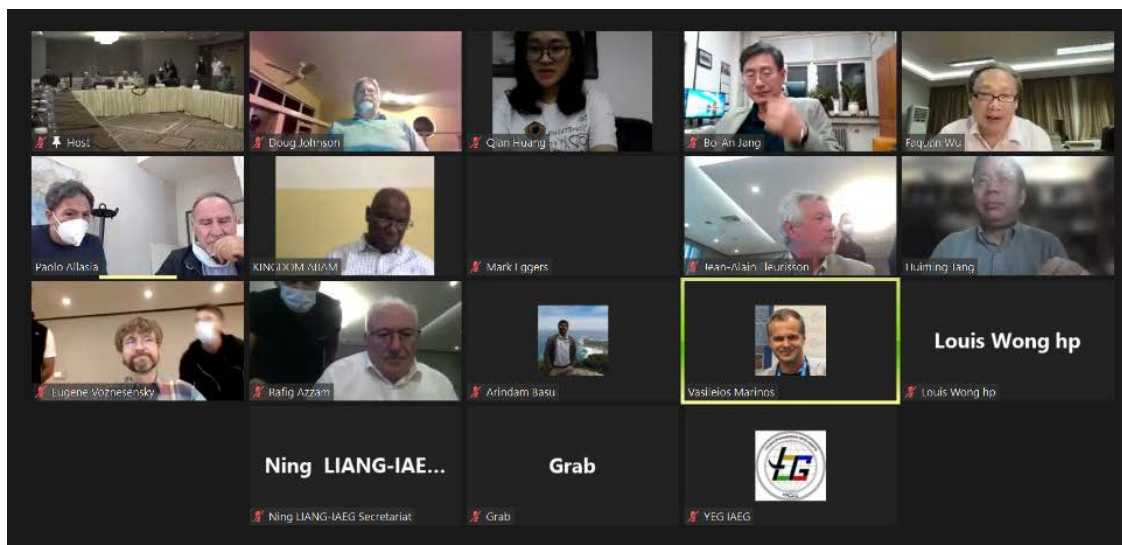 Host
Doug Johnson
Qian Huang
Bo-An Jang
Faquan Wu
Paolo Allasia
KINGDOM ABAM
Mark Eggers
Jean-Alain Fleurisson
Huiming Tang
Eugene Voznesensky
Rafig Azzam
Arindam Basu
Vasileios Marinos
Louis Wong hp
Louis Wong hp
Ning LIANG-IAE...
Ning LIANG-IAEG Secretariat
Grab
Grab
YEG
YEG IAEG